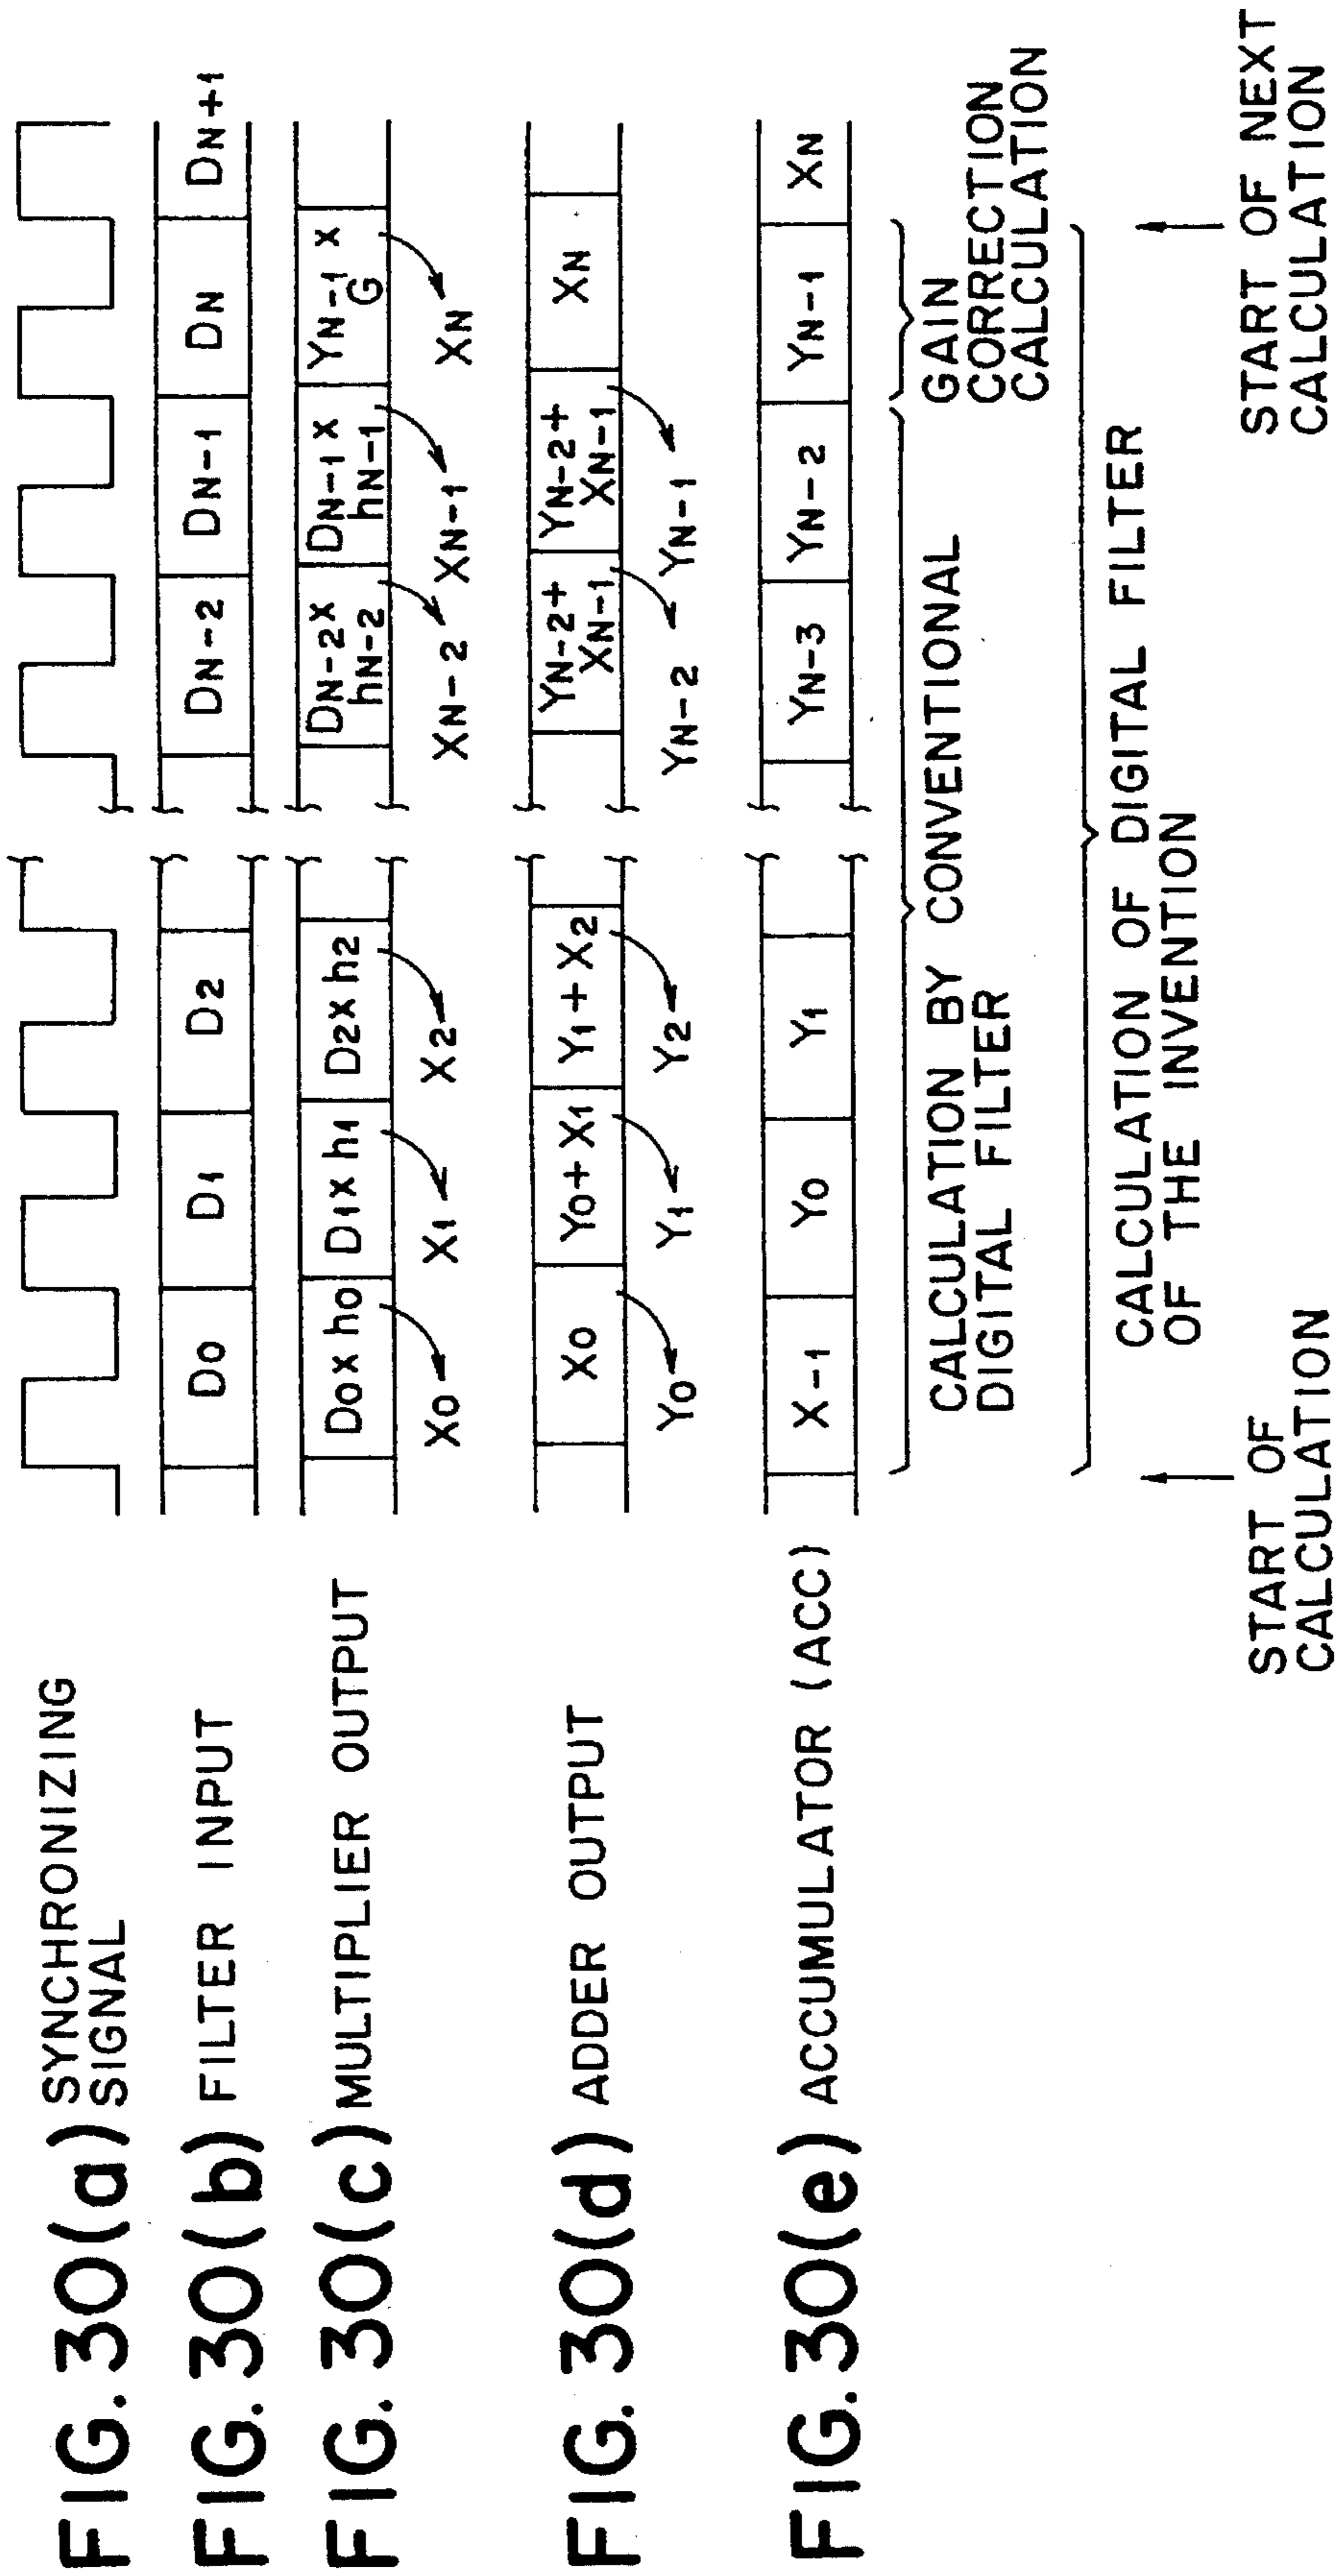 FIG. 30(a) SYNCHRONIZING
SIGNAL
FIG. 30(b) FILTER INPUT
D0 D1 D2 DN-2 DN-1 DN DN+1
FIG. 30(c) MULTIPLIER OUTPUT
D0 x h0 D1 x h1 D2 x h2 DN-2 x DN-1 x YN-1 x
hN-2 hN-1 G
X0 X1 X2 XN-2 XN-1 XN
FIG. 30(d) ADDER OUTPUT
X0 Y0 + X1 Y1 + X2 YN-2 + YN-2 + XN
XN-1 XN-1
Y0 Y1 Y2 YN-2 YN-1
FIG. 30(e) ACCUMULATOR (ACC)
X-1 Y0 Y1 YN-3 YN-2 YN-1 XN
CALCULATION BY CONVENTIONAL
DIGITAL FILTER
GAIN
CORRECTION
CALCULATION
CALCULATION OF DIGITAL FILTER
OF THE INVENTION
START OF
CALCULATION
START OF NEXT
CALCULATION